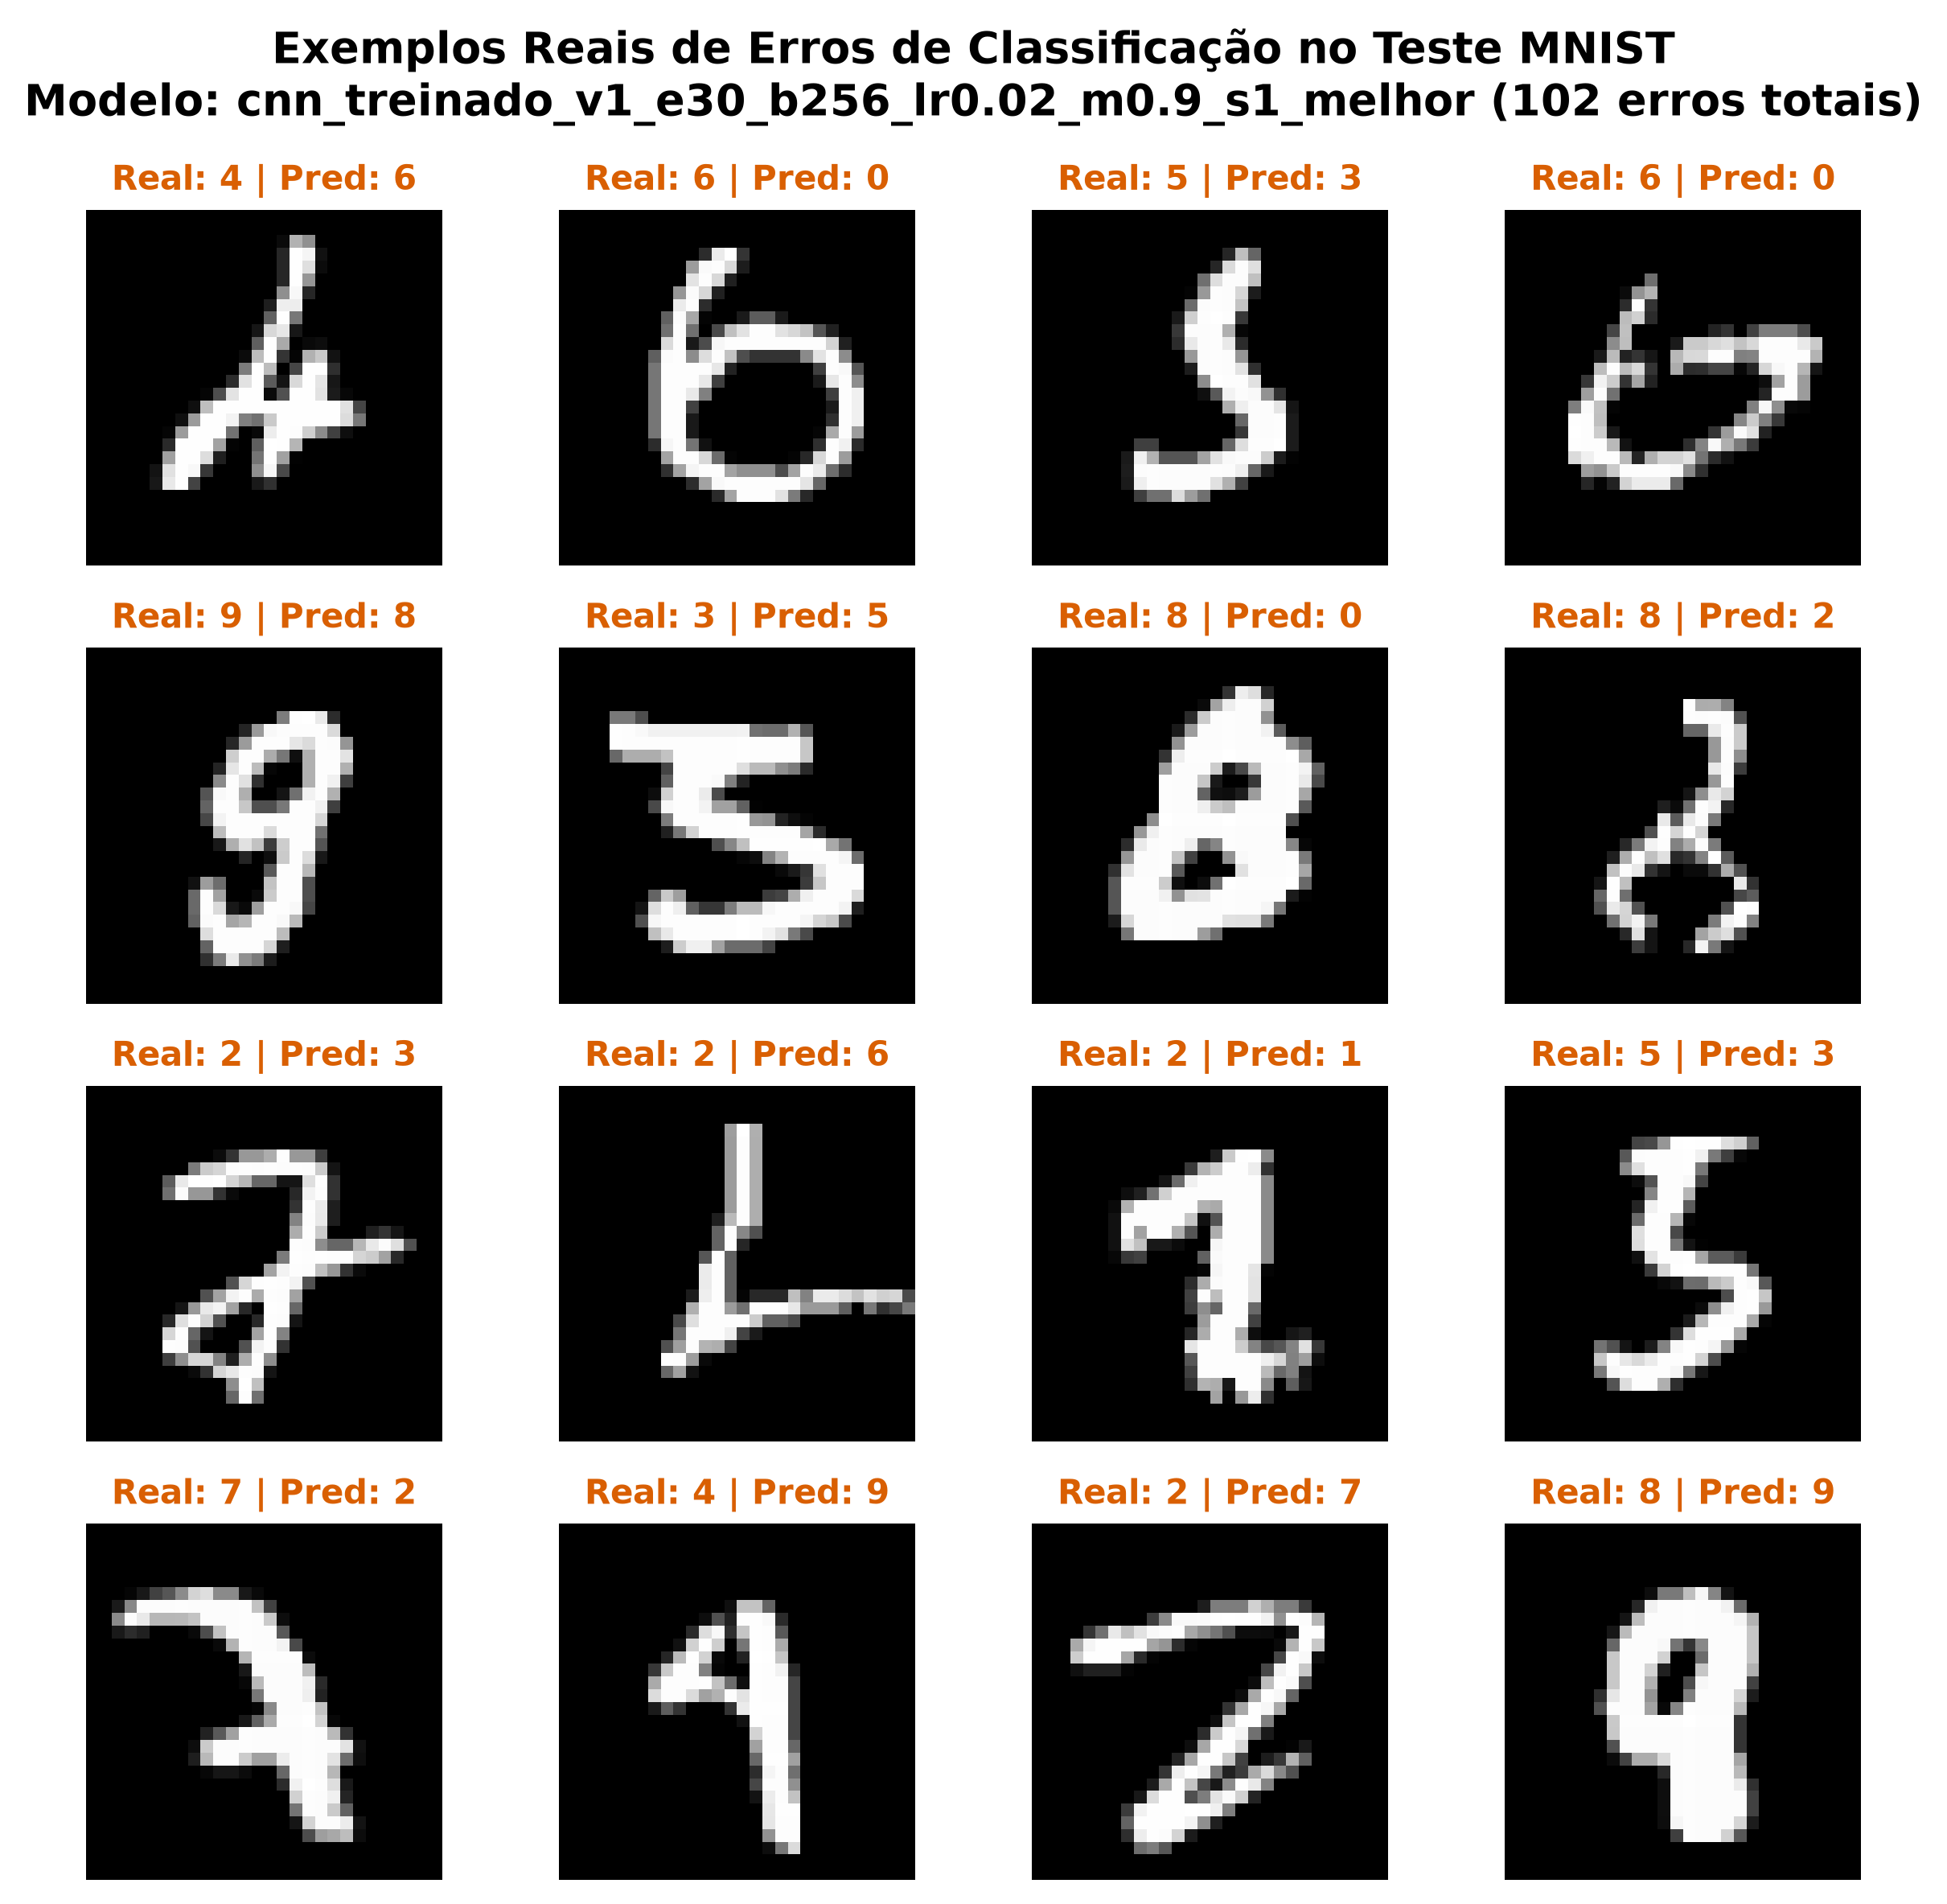 Exemplos Reais de Erros de Classificação no Teste MNIST
Modelo: cnn_treinado_v1_e30_b256_lr0.02_m0.9_s1_melhor (102 erros totais)
Real: 4 | Pred: 6
Real: 6 | Pred: 0
Real: 5 | Pred: 3
Real: 6 | Pred: 0
Real: 9 | Pred: 8
Real: 3 | Pred: 5
Real: 8 | Pred: 0
Real: 8 | Pred: 2
Real: 2 | Pred: 3
Real: 2 | Pred: 6
Real: 2 | Pred: 1
Real: 5 | Pred: 3
Real: 7 | Pred: 2
Real: 4 | Pred: 9
Real: 2 | Pred: 7
Real: 8 | Pred: 9